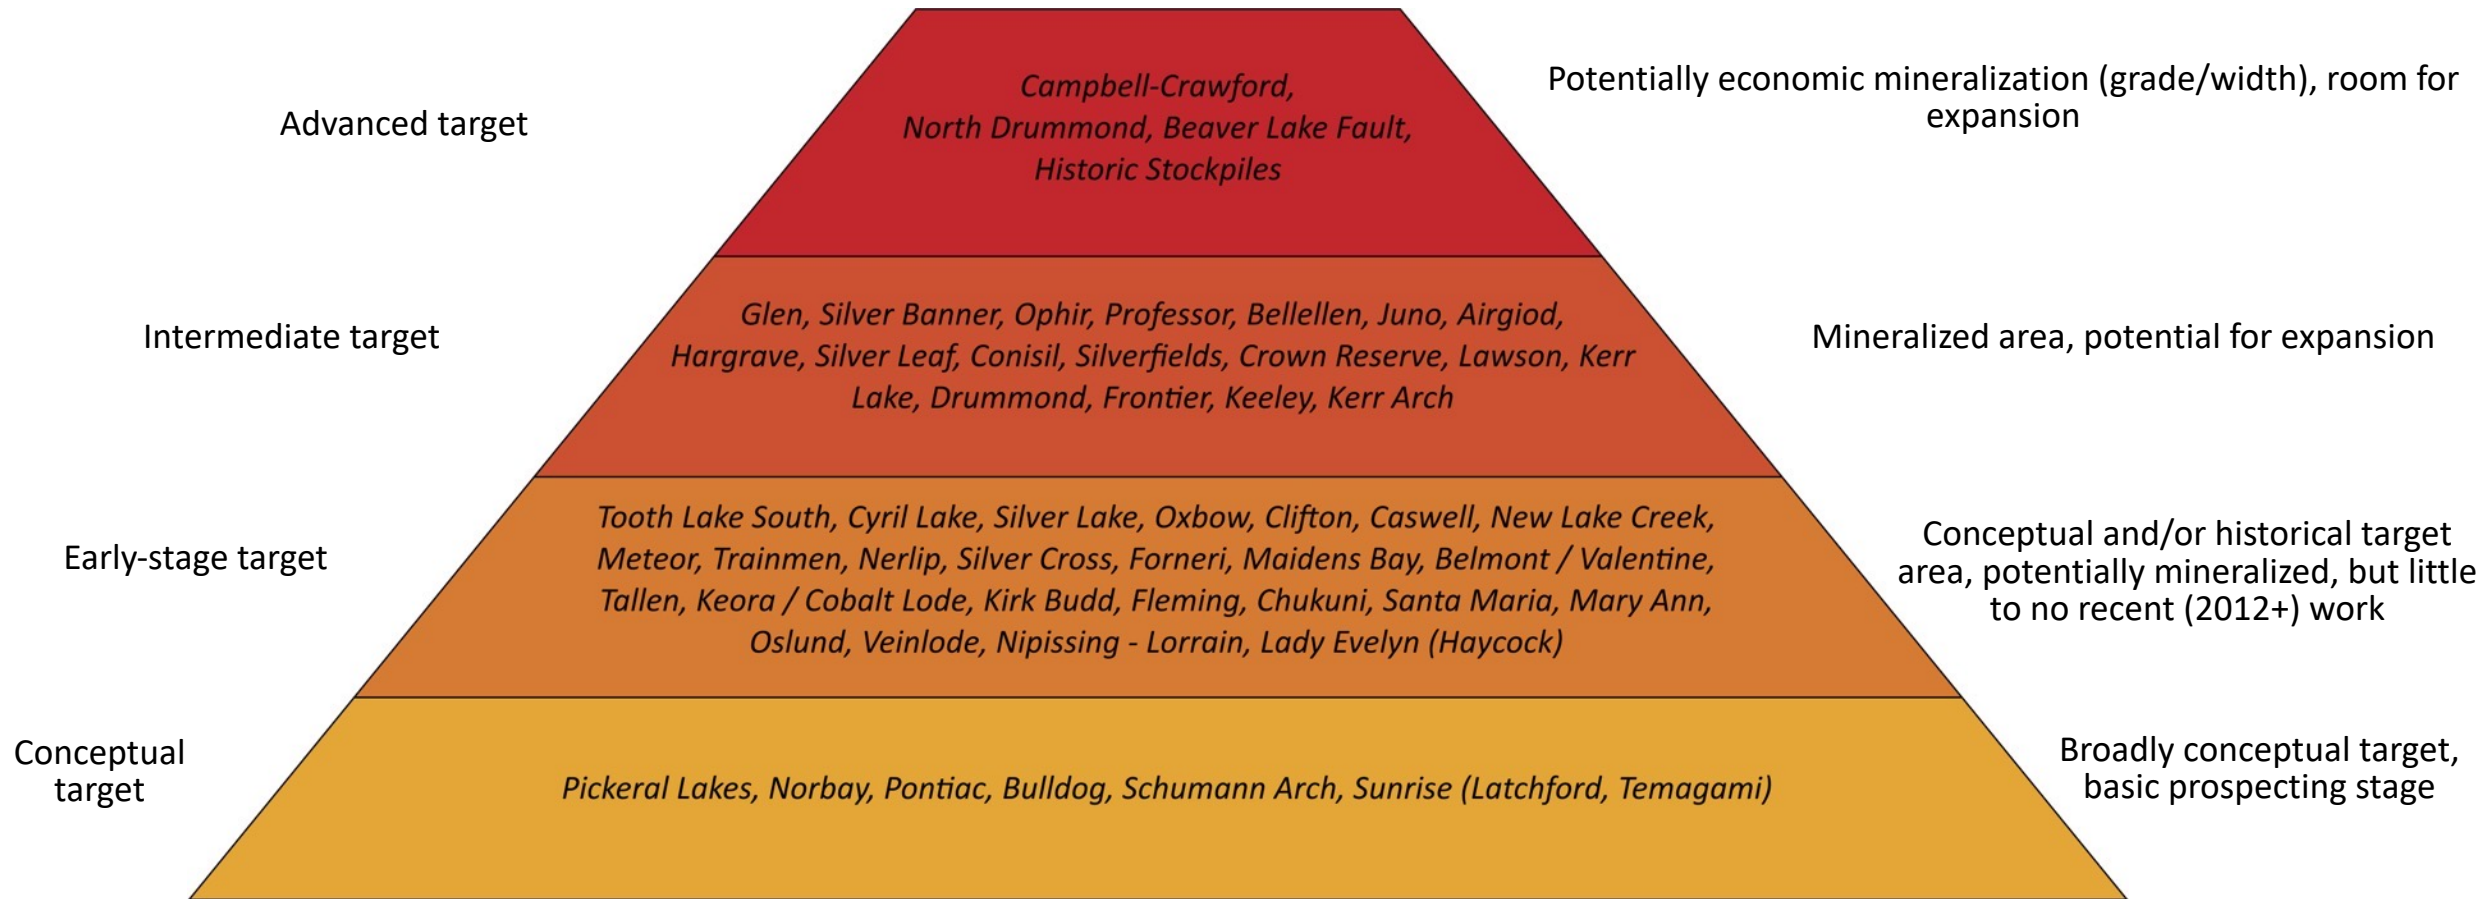 Advanced target
Campbell-Crawford,
North Drummond, Beaver Lake Fault,
Historic Stockpiles
Potentially economic mineralization (grade/width), room for
expansion
Intermediate target
Glen, Silver Banner, Ophir, Professor, Bellellen, Juno, Airgiod,
Hargrave, Silver Leaf, Conisil, Silverfields, Crown Reserve, Lawson, Kerr
Lake, Drummond, Frontier, Keeley, Kerr Arch
Mineralized area, potential for expansion
Early-stage target
Tooth Lake South, Cyril Lake, Silver Lake, Oxbow, Clifton, Caswell, New Lake Creek,
Meteor, Trainmen, Nerlip, Silver Cross, Forneri, Maidens Bay, Belmont / Valentine,
Tallen, Keora / Cobalt Lode, Kirk Budd, Fleming, Chukuni, Santa Maria, Mary Ann,
Oslund, Veinlode, Nipissing - Lorrain, Lady Evelyn (Haycock)
Conceptual and/or historical target
area, potentially mineralized, but little
to no recent (2012+) work
Conceptual
target
Pickeral Lakes, Norbay, Pontiac, Bulldog, Schumann Arch, Sunrise (Latchford, Temagami)
Broadly conceptual target,
basic prospecting stage